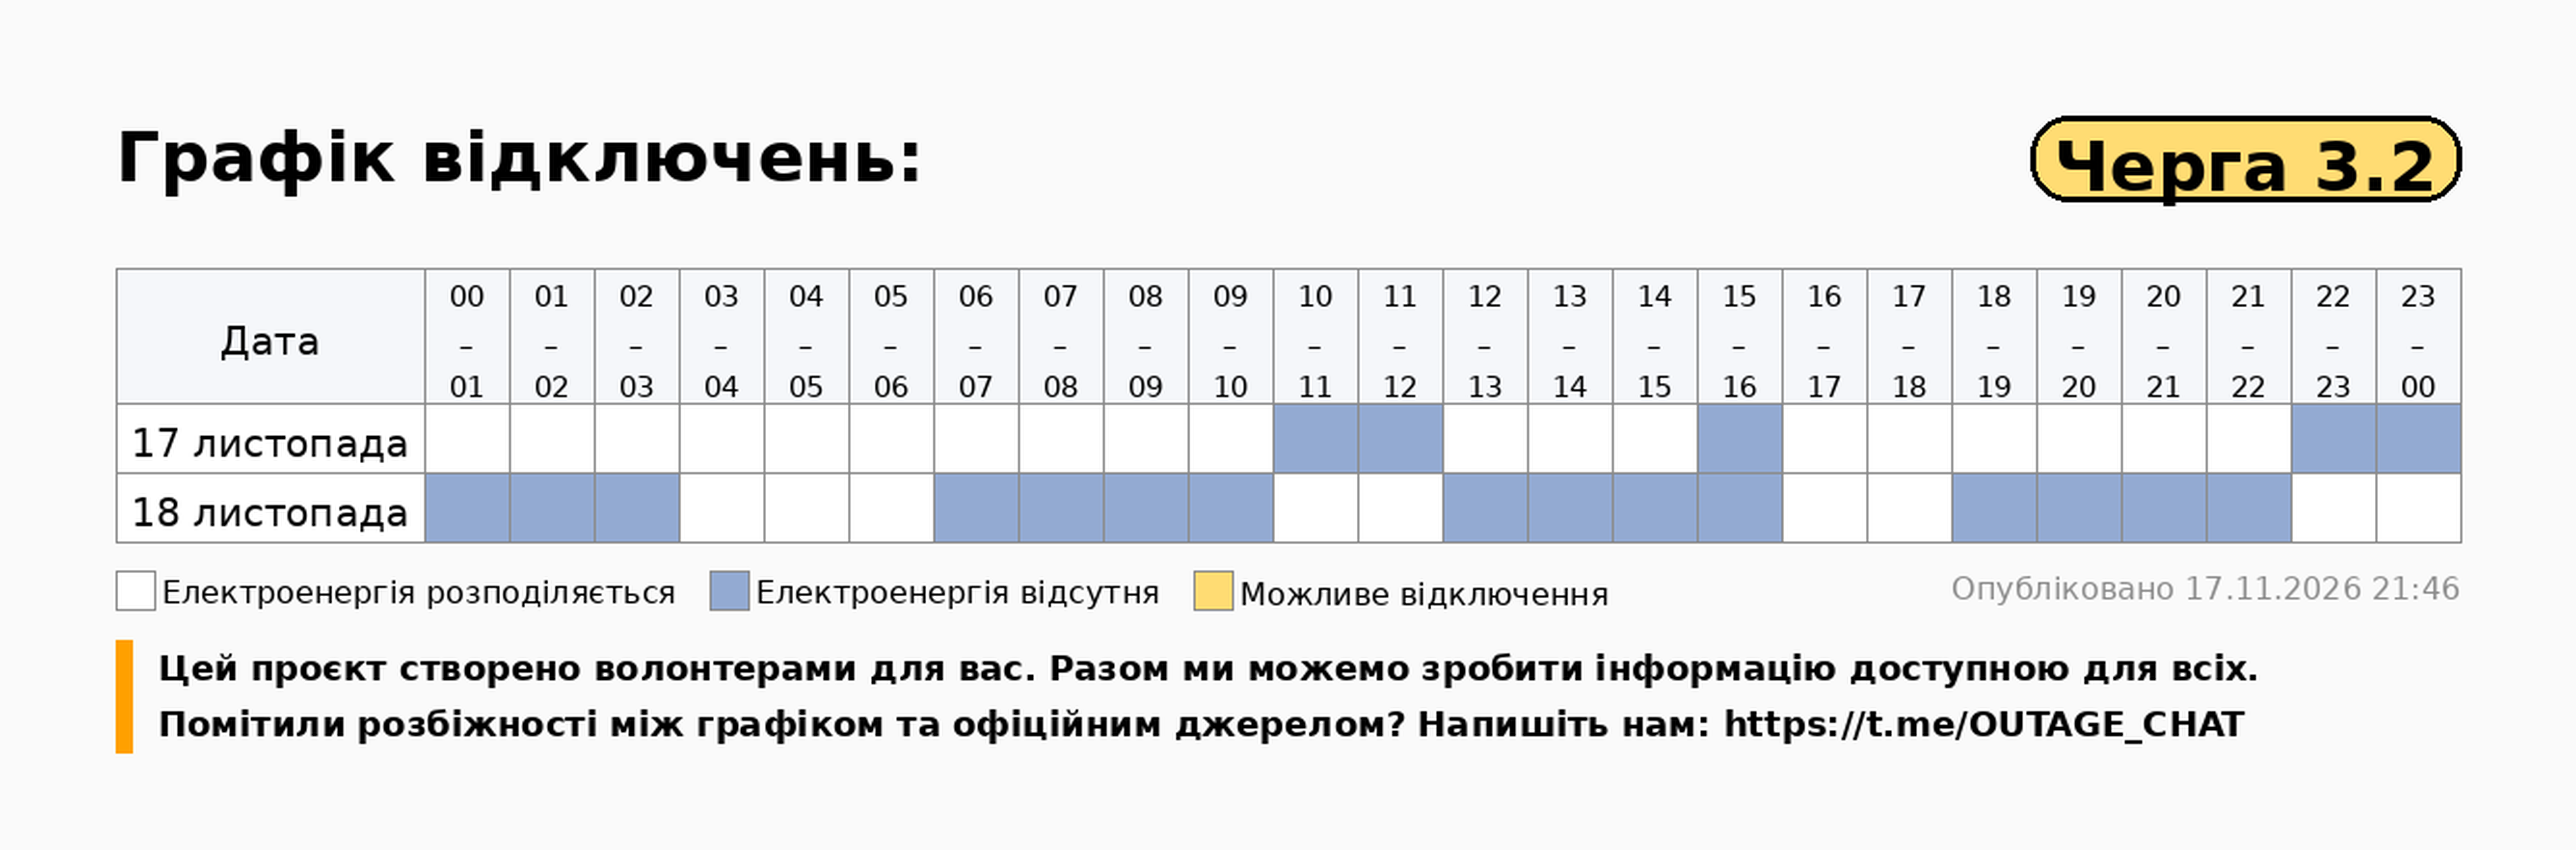 Графік відключень:
Черга 3.2
Дата
00 – 01
01 – 02
02 – 03
03 – 04
04 – 05
05 – 06
06 – 07
07 – 08
08 – 09
09 – 10
10 – 11
11 – 12
12 – 13
13 – 14
14 – 15
15 – 16
16 – 17
17 – 18
18 – 19
19 – 20
20 – 21
21 – 22
22 – 23
23 – 00
17 листопада
18 листопада
Електроенергія розподіляється
Електроенергія відсутня
Можливе відключення
Опубліковано 17.11.2026 21:46
Цей проєкт створено волонтерами для вас. Разом ми можемо зробити інформацію доступною для всіх.
Помітили розбіжності між графіком та офіційним джерелом? Напишіть нам: https://t.me/OUTAGE_CHAT